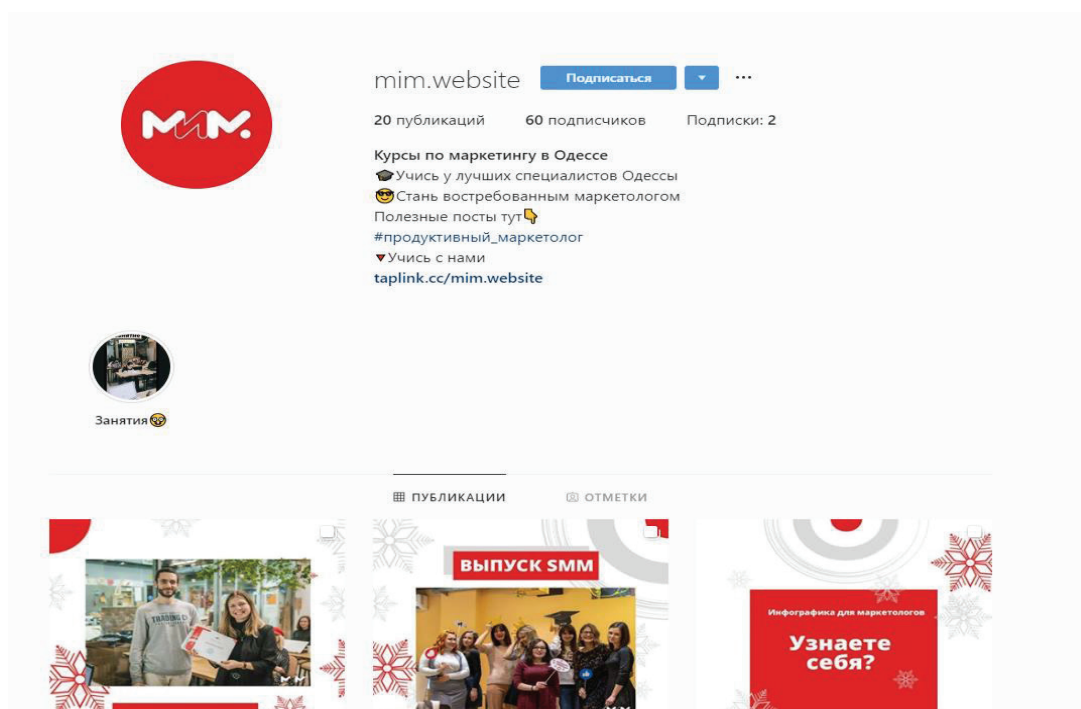 МИМ.
mim.website Подписаться
20 публикаций 60 подписчиков Подписки: 2
Курсы по маркетингу в Одессе
🎓Учись у лучших специалистов Одессы
😎Стань востребованным маркетологом
Полезные посты тут👇
#продуктивный_маркетолог
🔻Учись с нами
taplink.cc/mim.website
Занятия🤓
ПУБЛИКАЦИИ ОТМЕТКИ
ВЫПУСК SMM
Инфографика для маркетологов
Узнаете
себя?